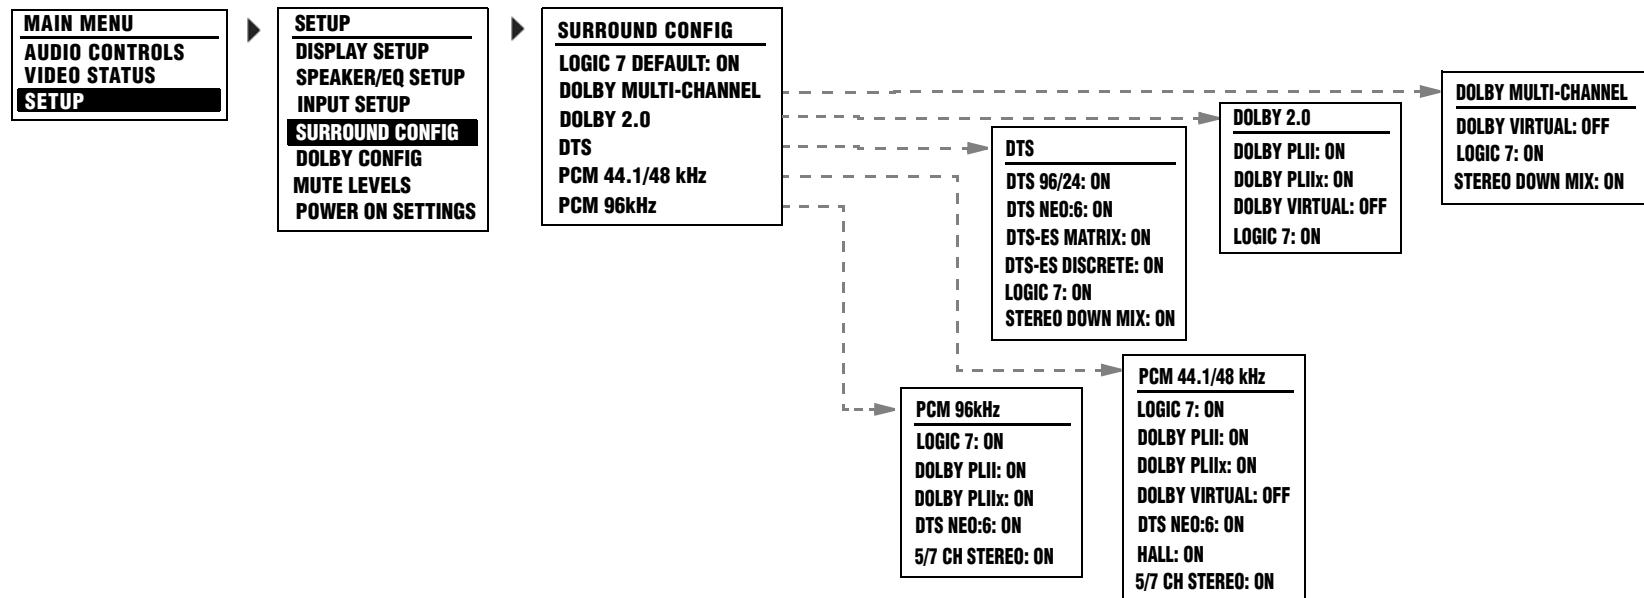 MAIN MENU
AUDIO CONTROLS
VIDEO STATUS
SETUP
SETUP
DISPLAY SETUP
SPEAKER/EQ SETUP
INPUT SETUP
SURROUND CONFIG
DOLBY CONFIG
MUTE LEVELS
POWER ON SETTINGS
SURROUND CONFIG
LOGIC 7 DEFAULT: ON
DOLBY MULTI-CHANNEL
DOLBY 2.0
DTS
PCM 44.1/48 kHz
PCM 96kHz
DOLBY MULTI-CHANNEL
DOLBY VIRTUAL: OFF
LOGIC 7: ON
STEREO DOWN MIX: ON
DOLBY 2.0
DOLBY PLII: ON
DOLBY PLIIx: ON
DOLBY VIRTUAL: OFF
LOGIC 7: ON
DTS
DTS 96/24: ON
DTS NEO:6: ON
DTS-ES MATRIX: ON
DTS-ES DISCRETE: ON
LOGIC 7: ON
STEREO DOWN MIX: ON
PCM 44.1/48 kHz
LOGIC 7: ON
DOLBY PLII: ON
DOLBY PLIIx: ON
DOLBY VIRTUAL: OFF
DTS NEO:6: ON
HALL: ON
5/7 CH STEREO: ON
PCM 96kHz
LOGIC 7: ON
DOLBY PLII: ON
DOLBY PLIIx: ON
DTS NEO:6: ON
5/7 CH STEREO: ON